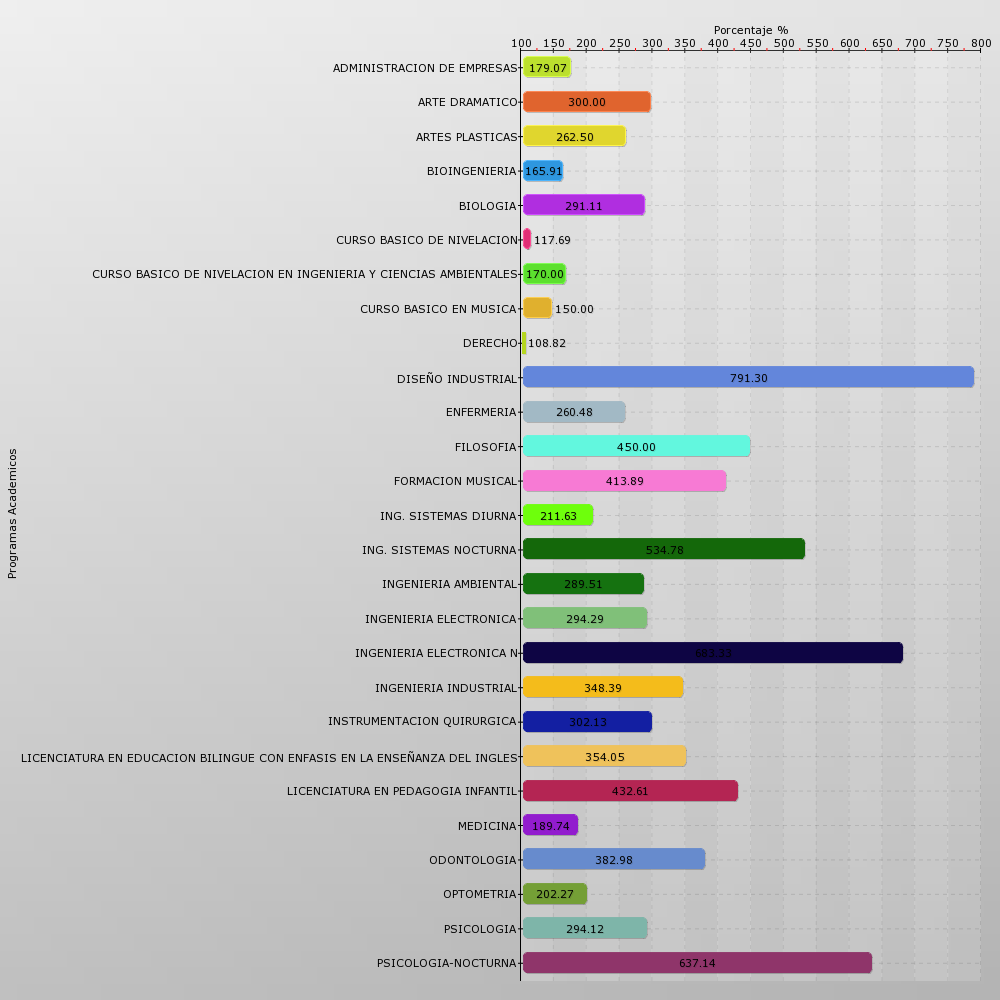 Porcentaje %
100 150 200 250 300 350 400 450 500 550 600 650 700 750 800
ADMINISTRACION DE EMPRESAS 179.07
ARTE DRAMATICO 300.00
ARTES PLASTICAS 262.50
BIOINGENIERIA 165.91
BIOLOGIA 291.11
CURSO BASICO DE NIVELACION 117.69
CURSO BASICO DE NIVELACION EN INGENIERIA Y CIENCIAS AMBIENTALES 170.00
CURSO BASICO EN MUSICA 150.00
DERECHO 108.82
DISEÑO INDUSTRIAL 791.30
ENFERMERIA 260.48
FILOSOFIA 450.00
FORMACION MUSICAL 413.89
ING. SISTEMAS DIURNA 211.63
ING. SISTEMAS NOCTURNA 534.78
INGENIERIA AMBIENTAL 289.51
INGENIERIA ELECTRONICA 294.29
INGENIERIA ELECTRONICA N 683.33
INGENIERIA INDUSTRIAL 348.39
INSTRUMENTACION QUIRURGICA 302.13
LICENCIATURA EN EDUCACION BILINGUE CON ENFASIS EN LA ENSEÑANZA DEL INGLES 354.05
LICENCIATURA EN PEDAGOGIA INFANTIL 432.61
MEDICINA 189.74
ODONTOLOGIA 382.98
OPTOMETRIA 202.27
PSICOLOGIA 294.12
PSICOLOGIA-NOCTURNA 637.14
Programas Academicos